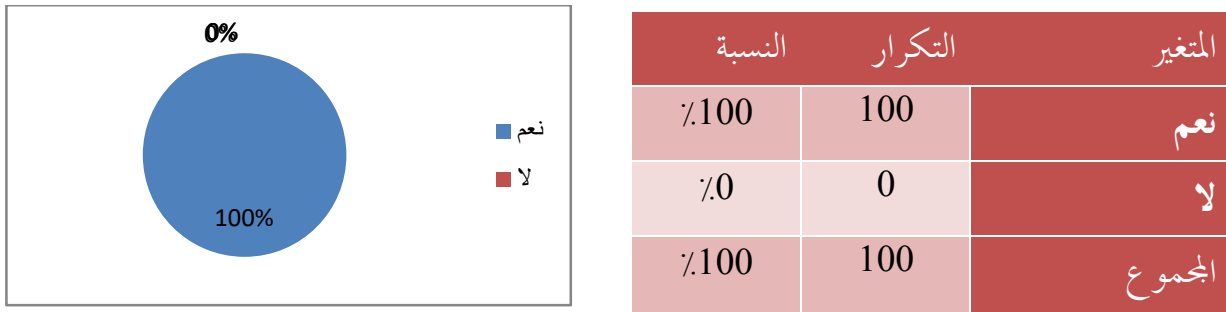 0%
100%
نعم
لا
المتغير التكرار النسبة
نعم 100 100٪
لا 0 0٪
المجموع 100 100٪